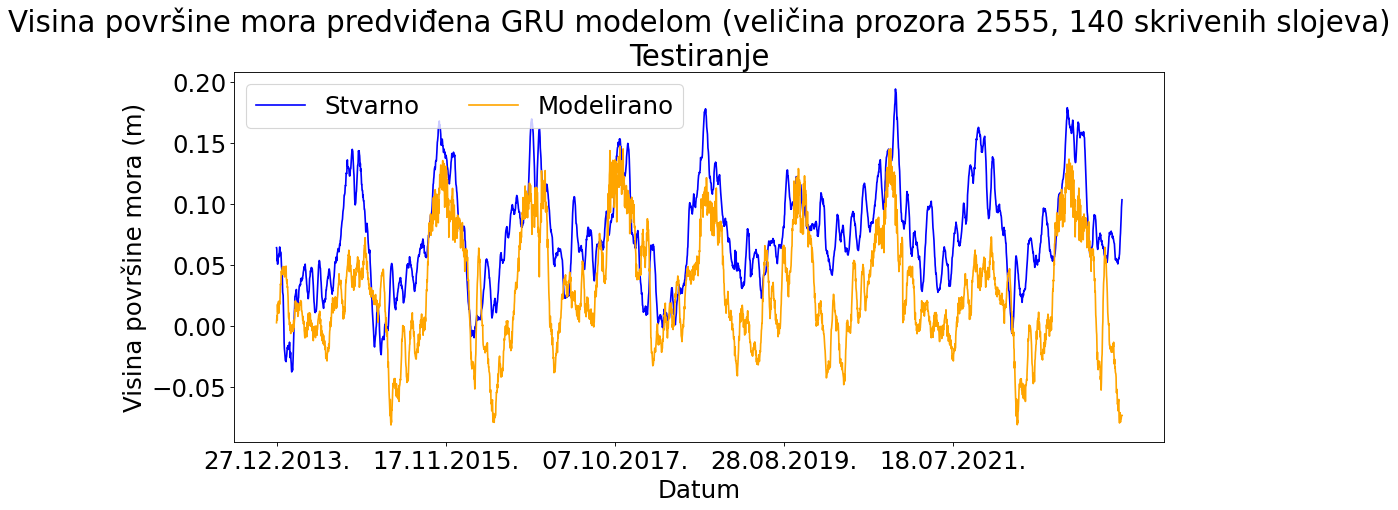 Visina površine mora predviđena GRU modelom (veličina prozora 2555, 140 skrivenih slojeva)
Testiranje
Stvarno Modelirano
Visina površine mora (m)
0.20
0.15
0.10
0.05
0.00
−0.05
27.12.2013. 17.11.2015. 07.10.2017. 28.08.2019. 18.07.2021.
Datum